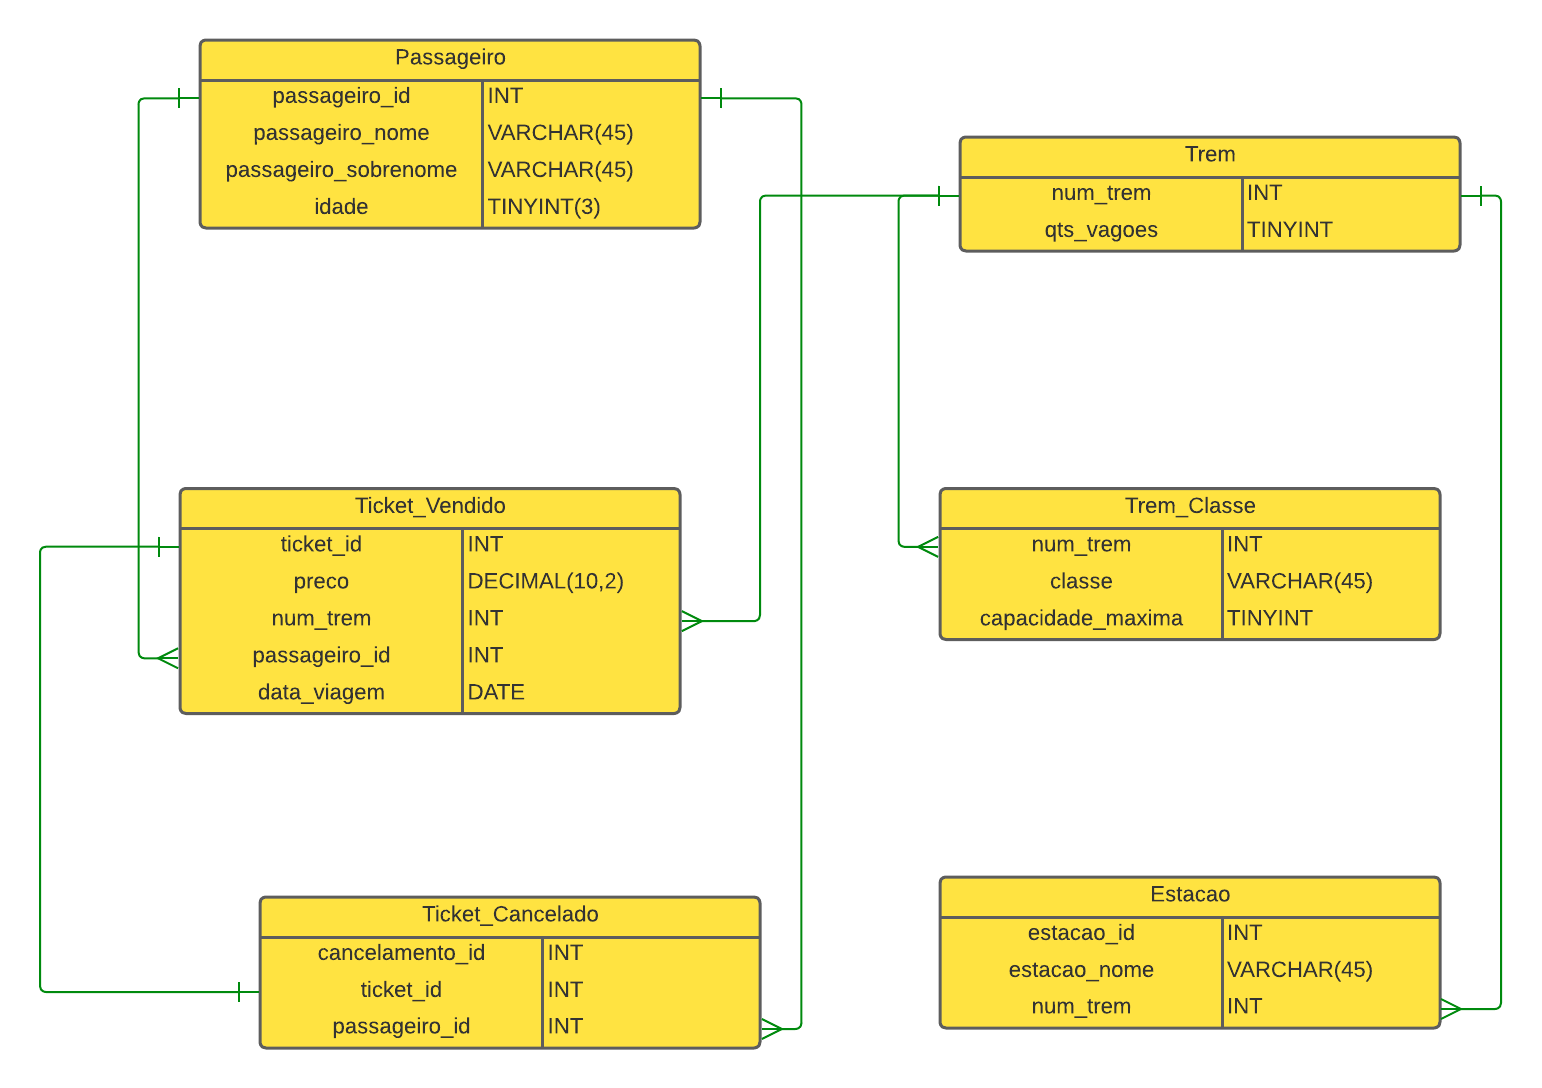 Passageiro
passageiro_id INT
passageiro_nome VARCHAR(45)
passageiro_sobrenome VARCHAR(45)
idade TINYINT(3)
Trem
num_trem INT
qts_vagoes TINYINT
Ticket_Vendido
ticket_id INT
preco DECIMAL(10,2)
num_trem INT
passageiro_id INT
data_viagem DATE
Trem_Classe
num_trem INT
classe VARCHAR(45)
capacidade_maxima TINYINT
Ticket_Cancelado
cancelamento_id INT
ticket_id INT
passageiro_id INT
Estacao
estacao_id INT
estacao_nome VARCHAR(45)
num_trem INT